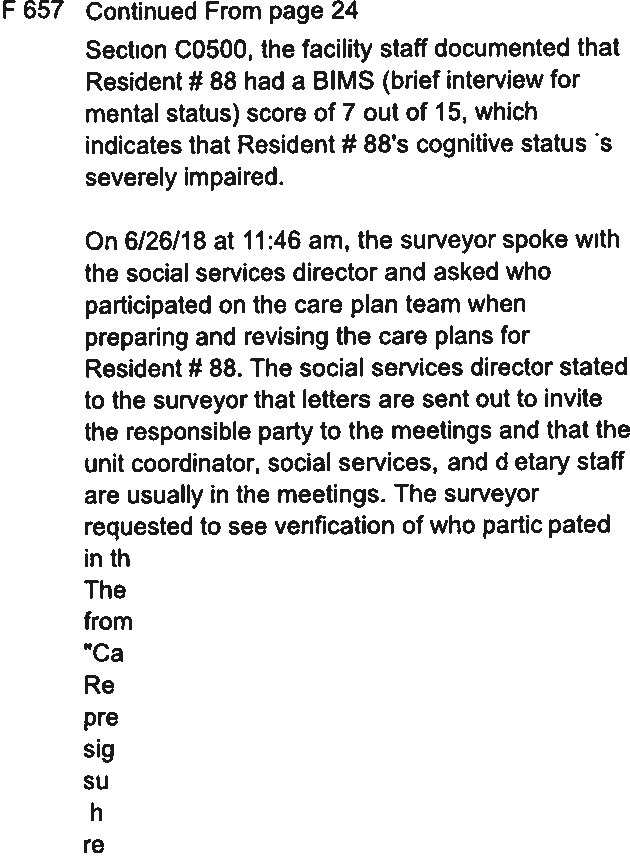 F 657 Continued From page 24
Section C0500, the facility staff documented that
Resident # 88 had a BIMS (brief interview for
mental status) score of 7 out of 15, which
indicates that Resident # 88's cognitive status 's
severely impaired.
On 6/26/18 at 11:46 am, the surveyor spoke with
the social services director and asked who
participated on the care plan team when
preparing and revising the care plans for
Resident # 88. The social services director stated
to the surveyor that letters are sent out to invite
the responsible party to the meetings and that the
unit coordinator, social services, and d etary staff
are usually in the meetings. The surveyor
requested to see verification of who partic pated
in th
The
from
"Ca
Re
pre
sig
su
h
re